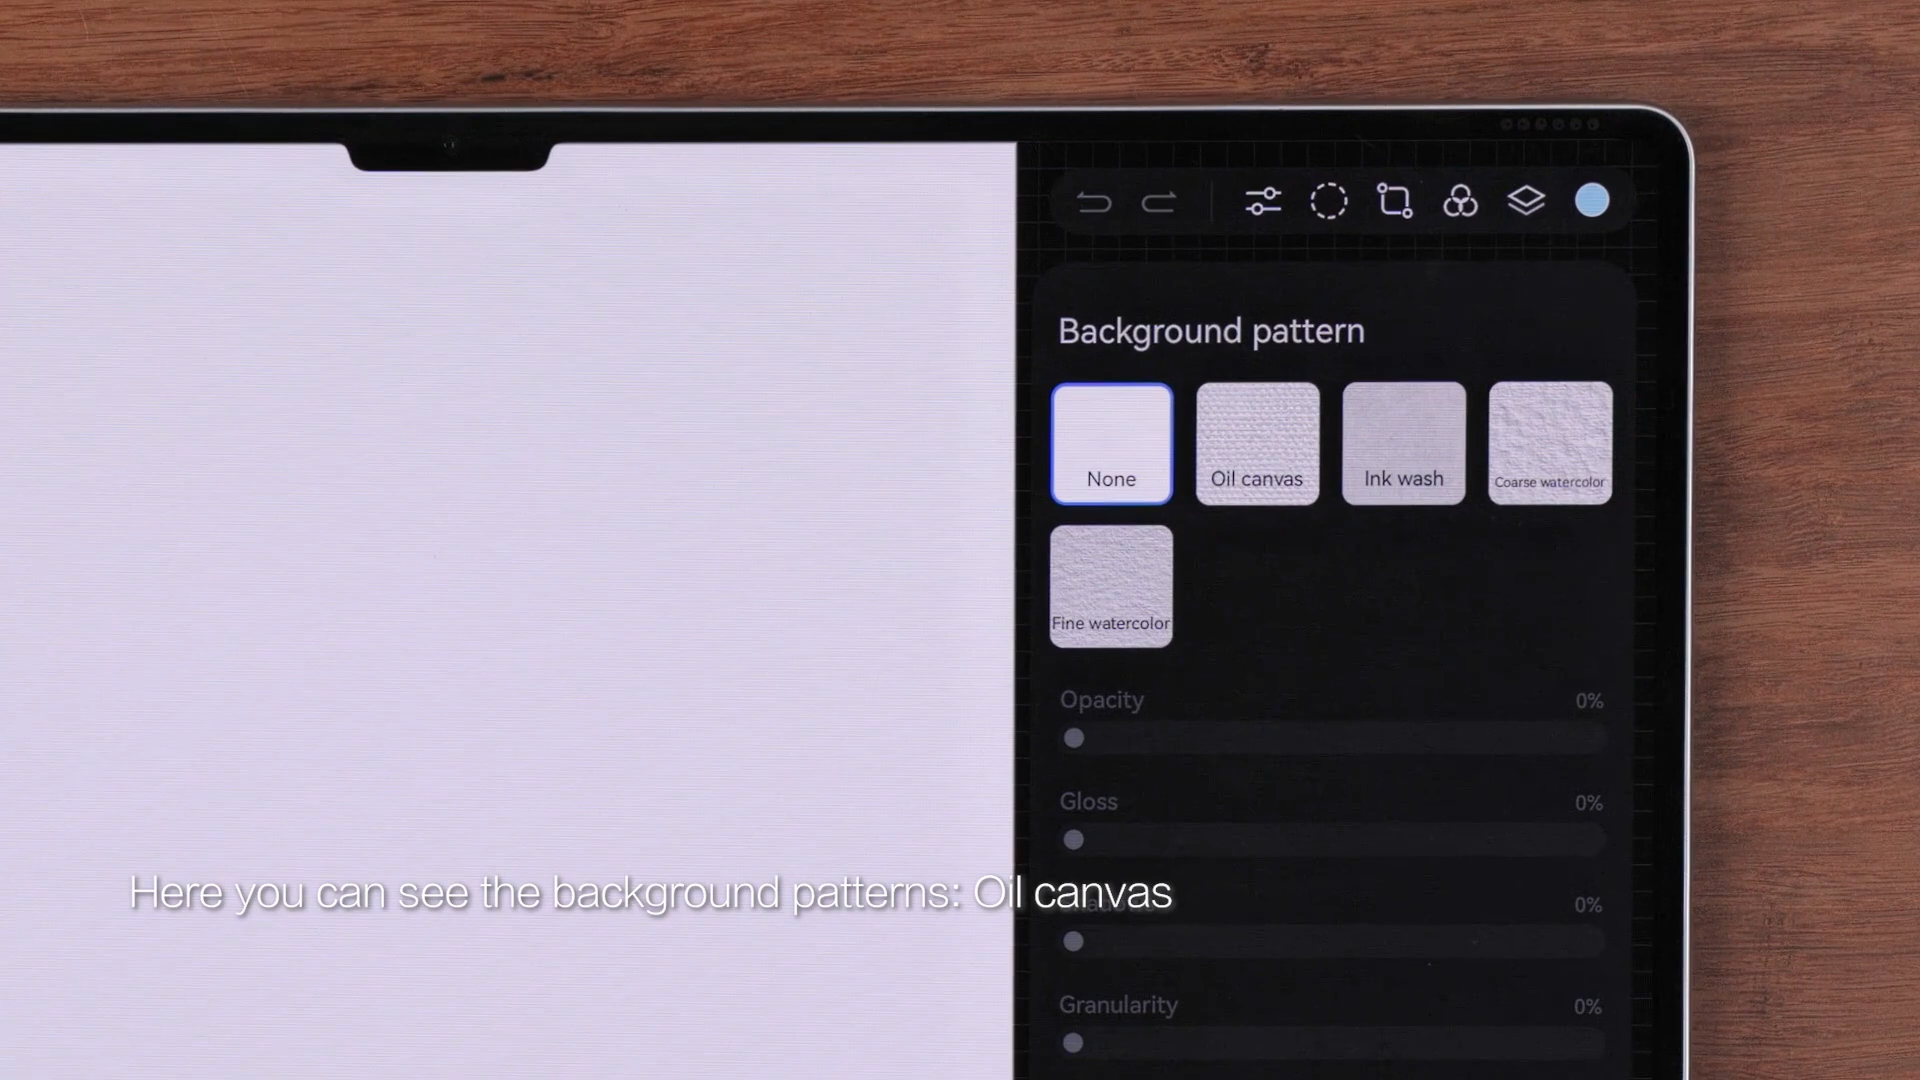 Background pattern
None
Oil canvas
Ink wash
Coarse watercolor
Fine watercolor
Opacity
0%
Gloss
0%
Here you can see the background patterns: Oil canvas
0%
Granularity
0%